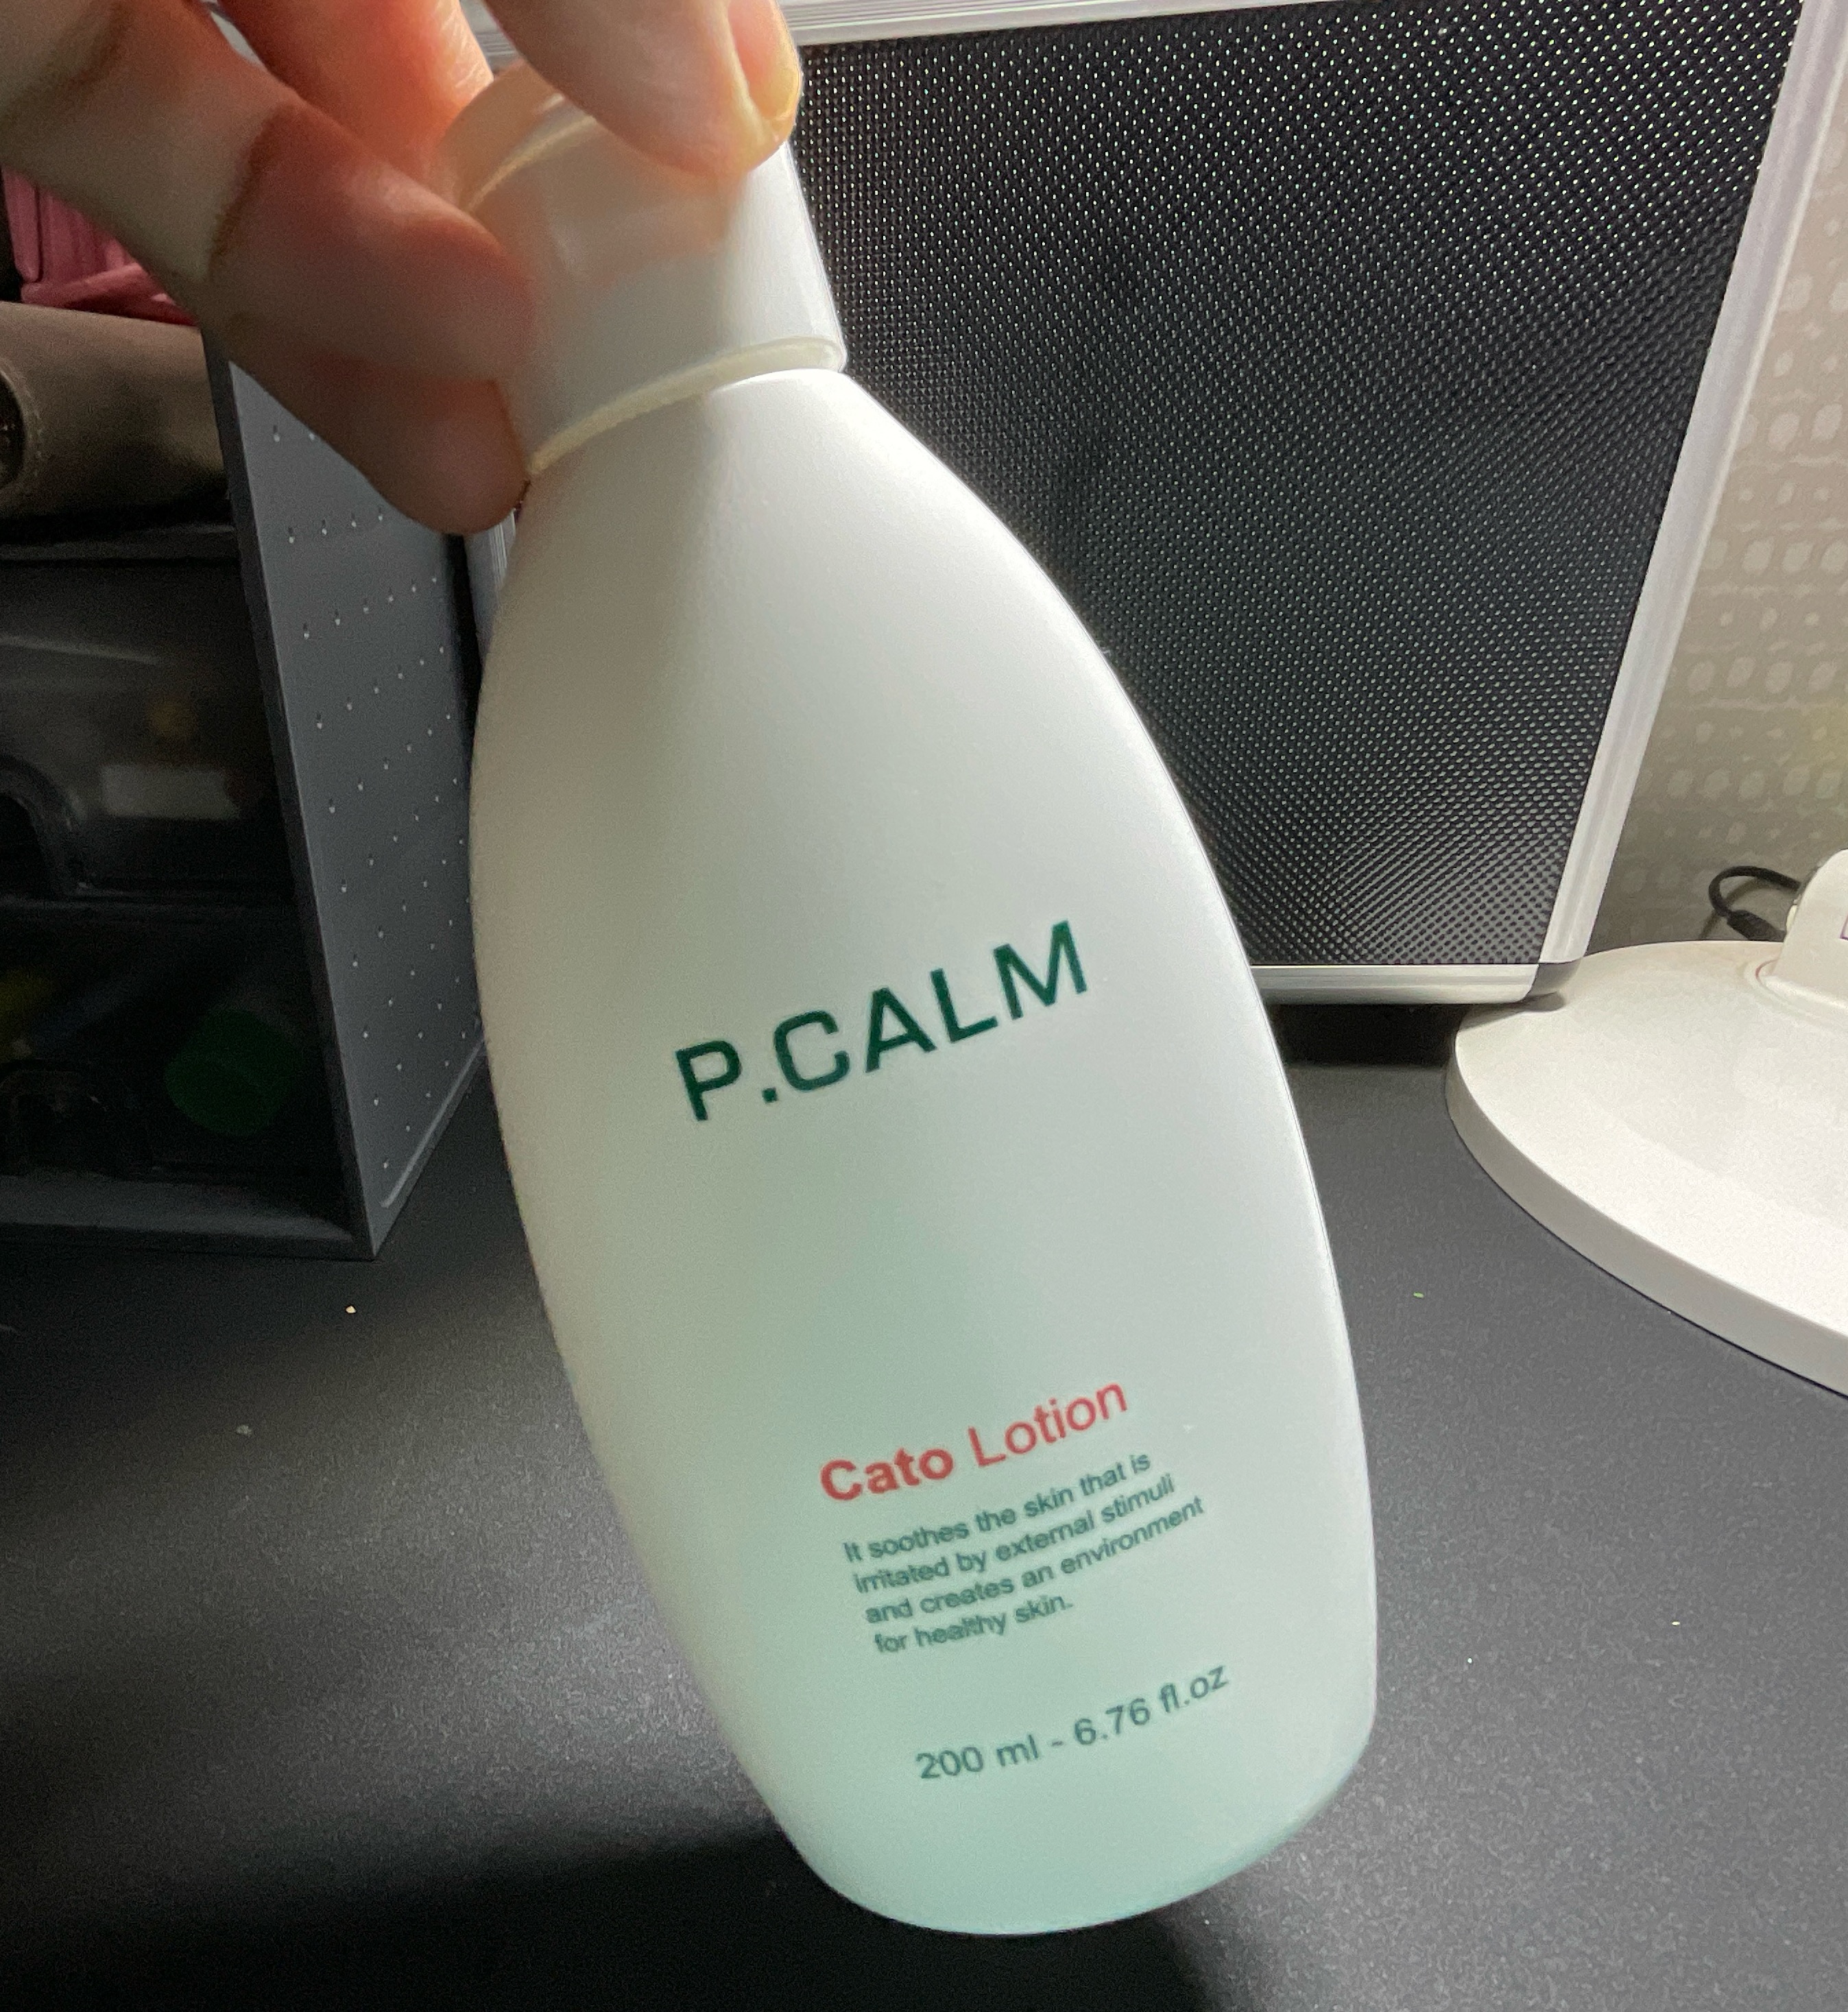 P.CALM
Cato Lotion
It soothes the skin that is
irritated by external stimuli
and creates an environment
for healthy skin.
200 ml - 6.76 fl.oz